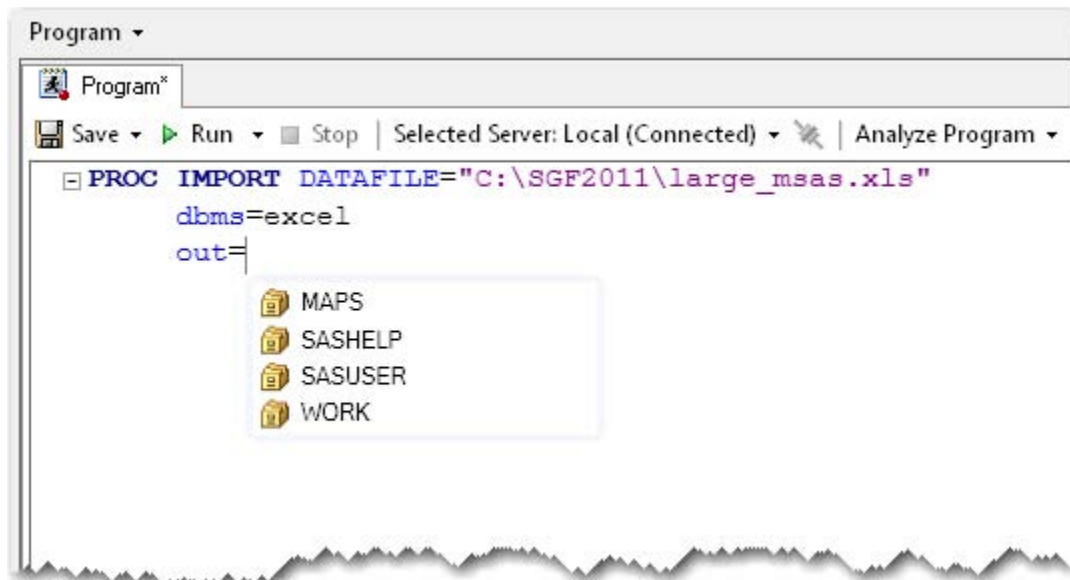 Program
Program*
Save Run Stop | Selected Server: Local (Connected) | Analyze Program
PROC IMPORT DATAFILE="C:\SGF2011\large_msas.xls"
dbms=excel
out=
MAPS
SASHELP
SASUSER
WORK